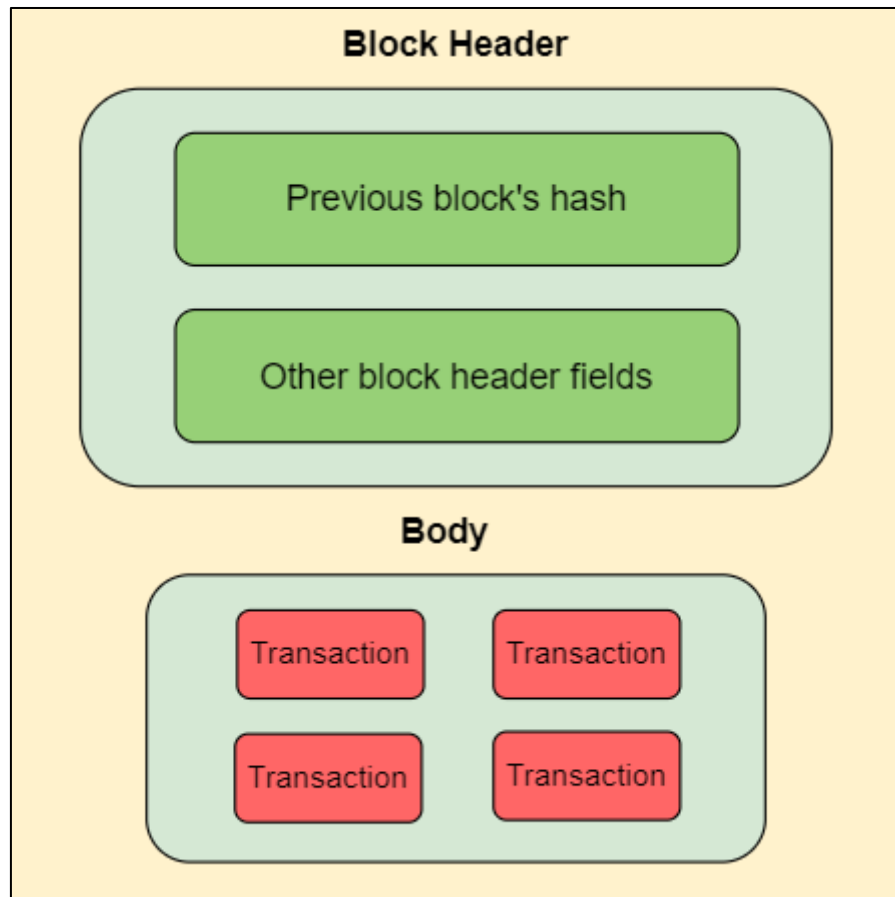 Block Header
Previous block's hash
Other block header fields
Body
Transaction
Transaction
Transaction
Transaction